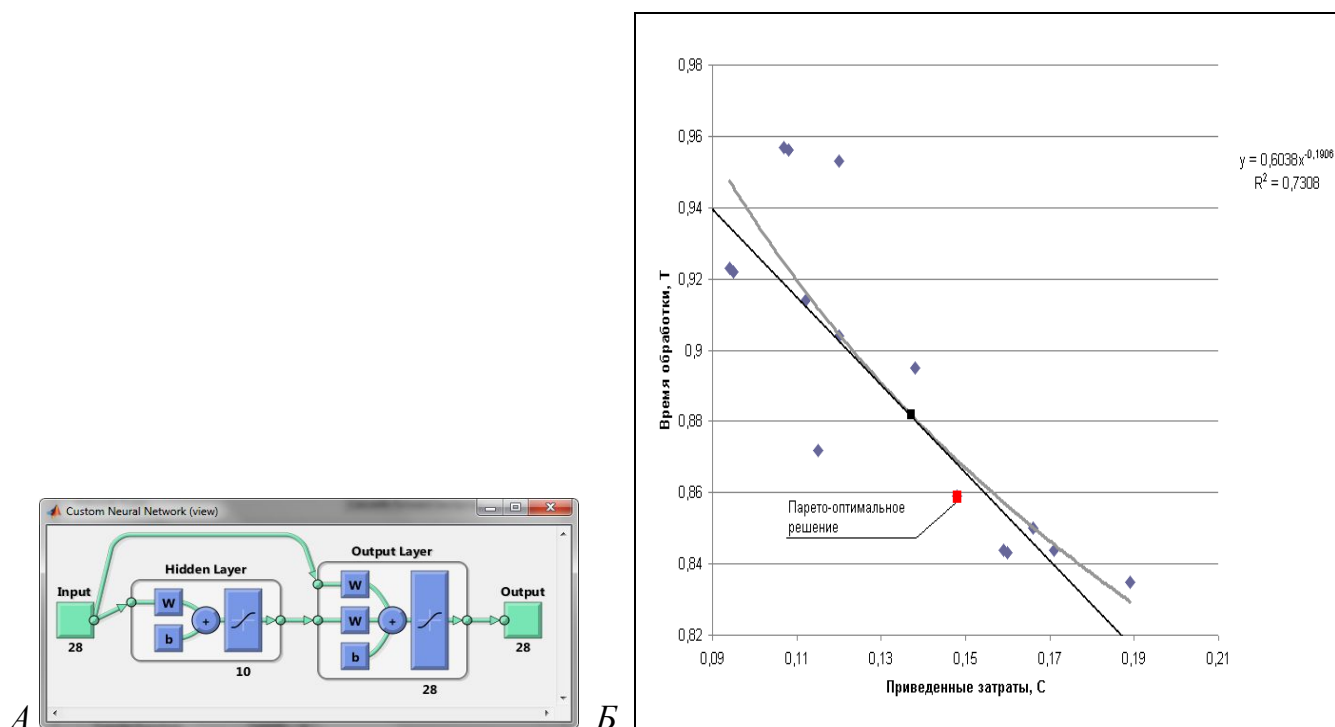 Custom Neural Network (view)
Hidden Layer
Output Layer
Input
Output
W
b
+
W
W
b
+
28
10
28
28
А
Б
0,98
0,96
0,94
0,92
0,9
0,88
0,86
0,84
0,82
0,09
0,11
0,13
0,15
0,17
0,19
0,21
Время обработки, Т
Приведенные затраты, С
y = 0,6038x^-0,1906
R² = 0,7308
Парето-оптимальное
решение